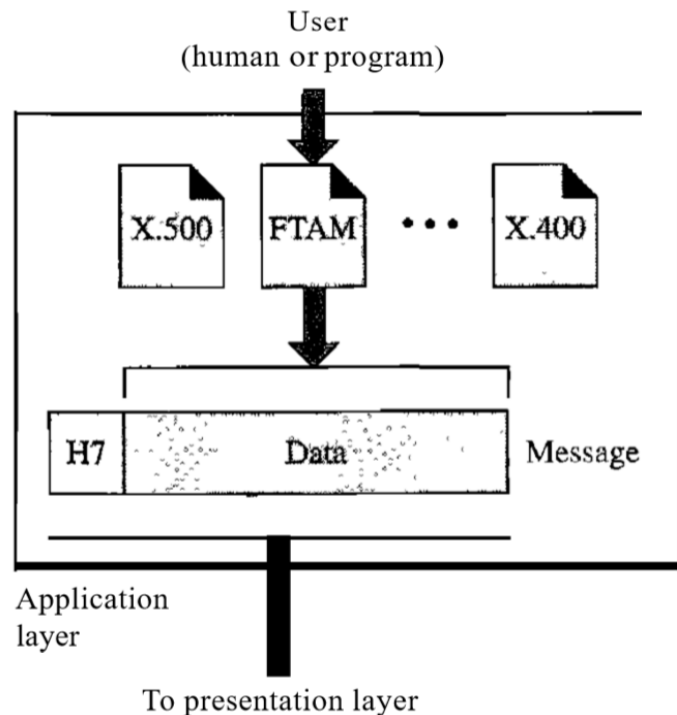 User
(human or program)
X.500
FTAM
• • •
X.400
H7
Data
Message
Application
layer
To presentation layer